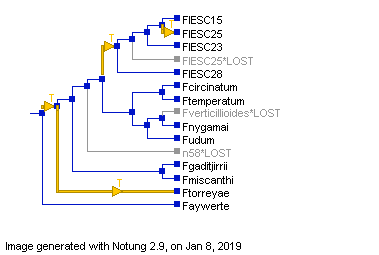 T
FIESC15
FIESC25
T
FIESC23
FIESC25*LOST
T
FIESC28
Fcircinatum
Ftemperatum
Fverticillioides*LOST
Fnygamai
Fudum
n58*LOST
Fgaditjirrii
Fmiscanthi
T
Ftorreyae
Faywerte
Image generated with Notung 2.9, on Jan 8, 2019